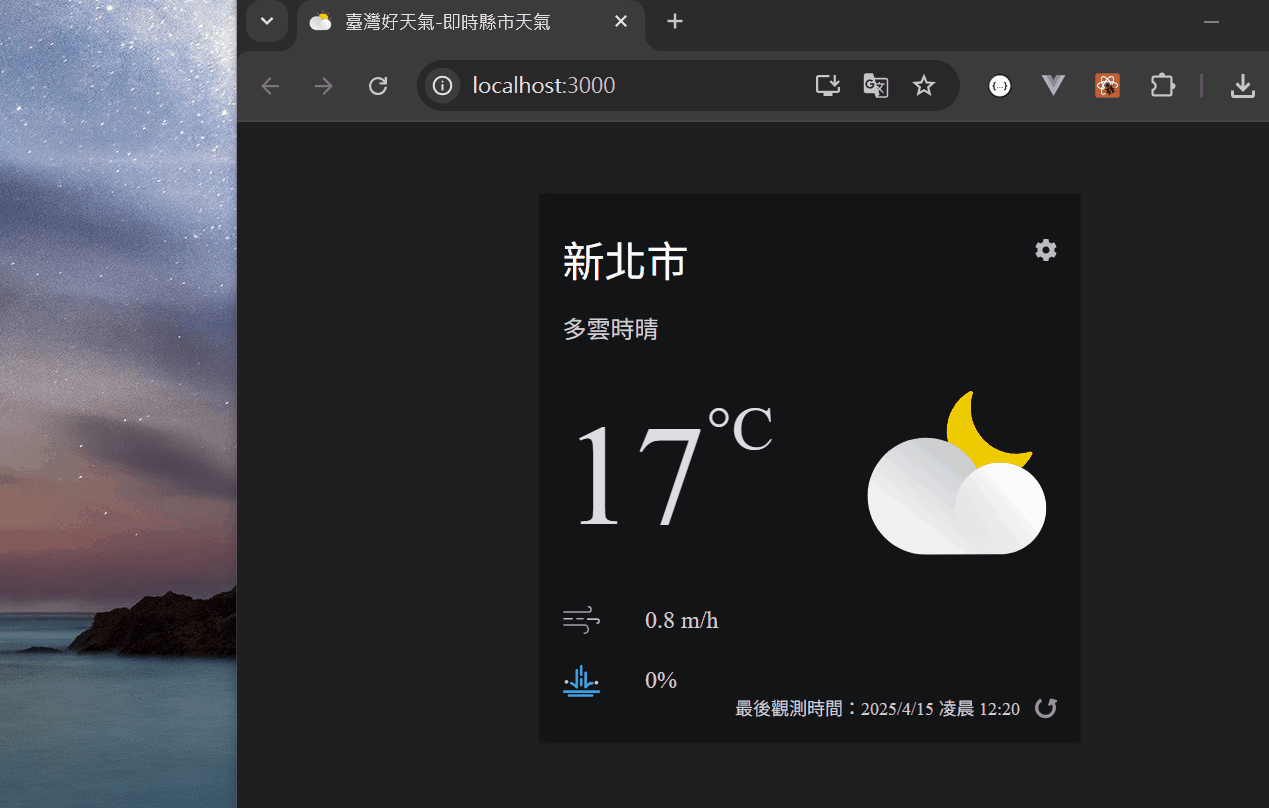 臺灣好天氣-即時縣市天氣
localhost:3000
新北市
多雲時晴
17°C
0.8 m/h
0%
最後觀測時間：2025/4/15 凌晨 12:20